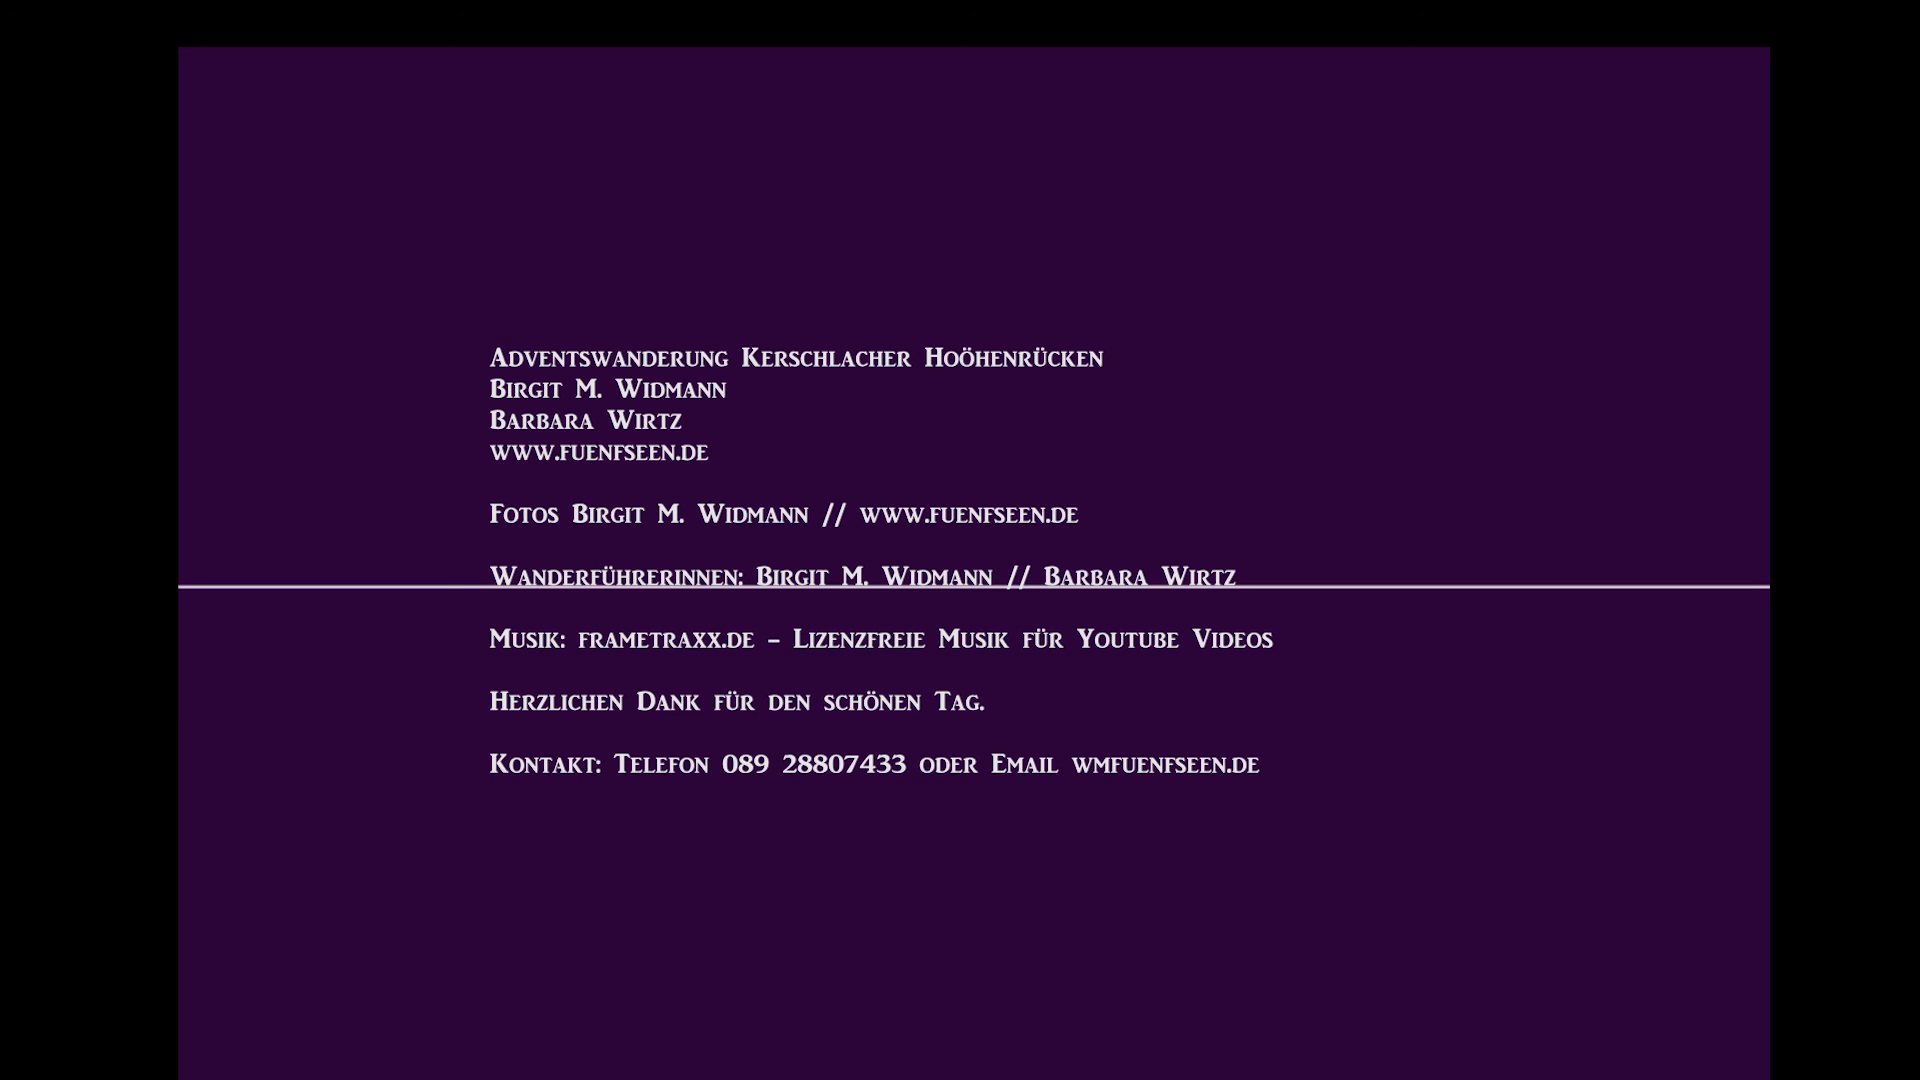 Adventswanderung Kerschlacher Hoöhenrücken
Birgit M. Widmann
Barbara Wirtz
www.fuenfseen.de
Fotos Birgit M. Widmann // www.fuenfseen.de
Wanderführerinnen: Birgit M. Widmann // Barbara Wirtz
Musik: frametraxx.de – Lizenzfreie Musik für Youtube Videos
Herzlichen Dank für den schönen Tag.
Kontakt: Telefon 089 28807433 oder Email wmfuenfseen.de